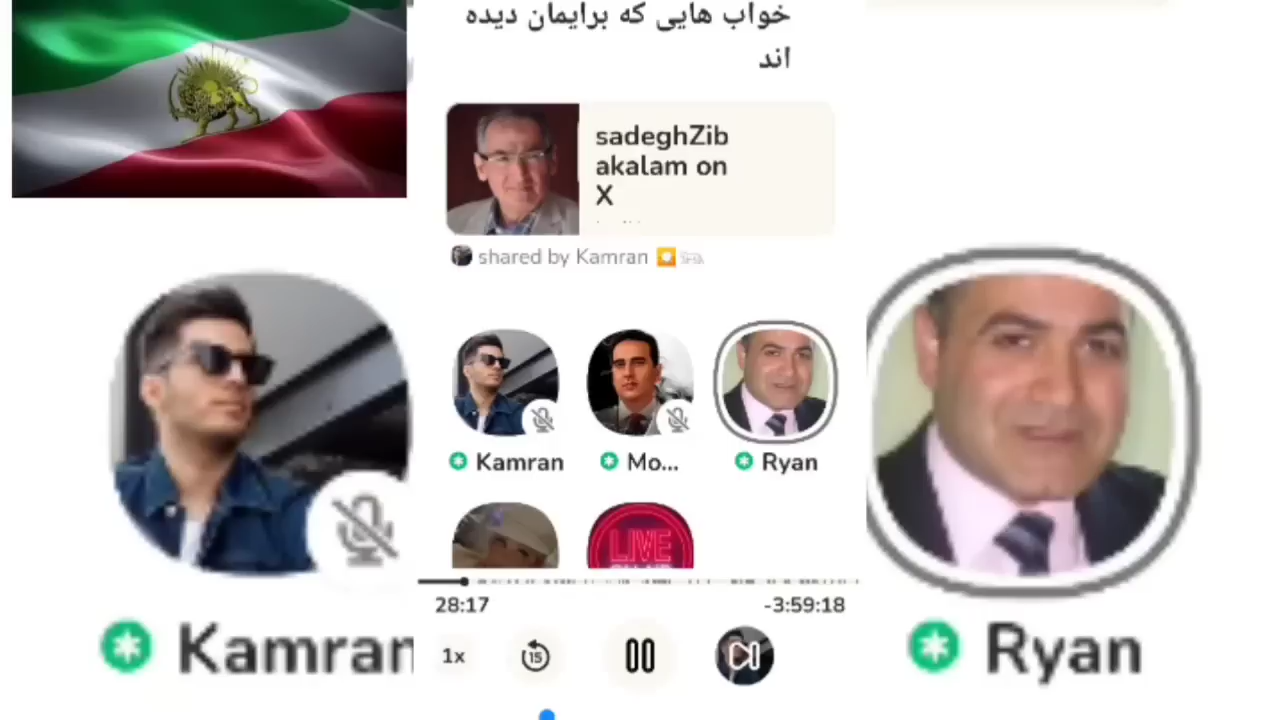 خواب هایی که برایمان دیده
اند
sadeghZib
akalam on
X
shared by Kamran
Kamran
Mo...
Ryan
LIVE
28:17
-3:59:18
1x
15
Kamran
Ryan